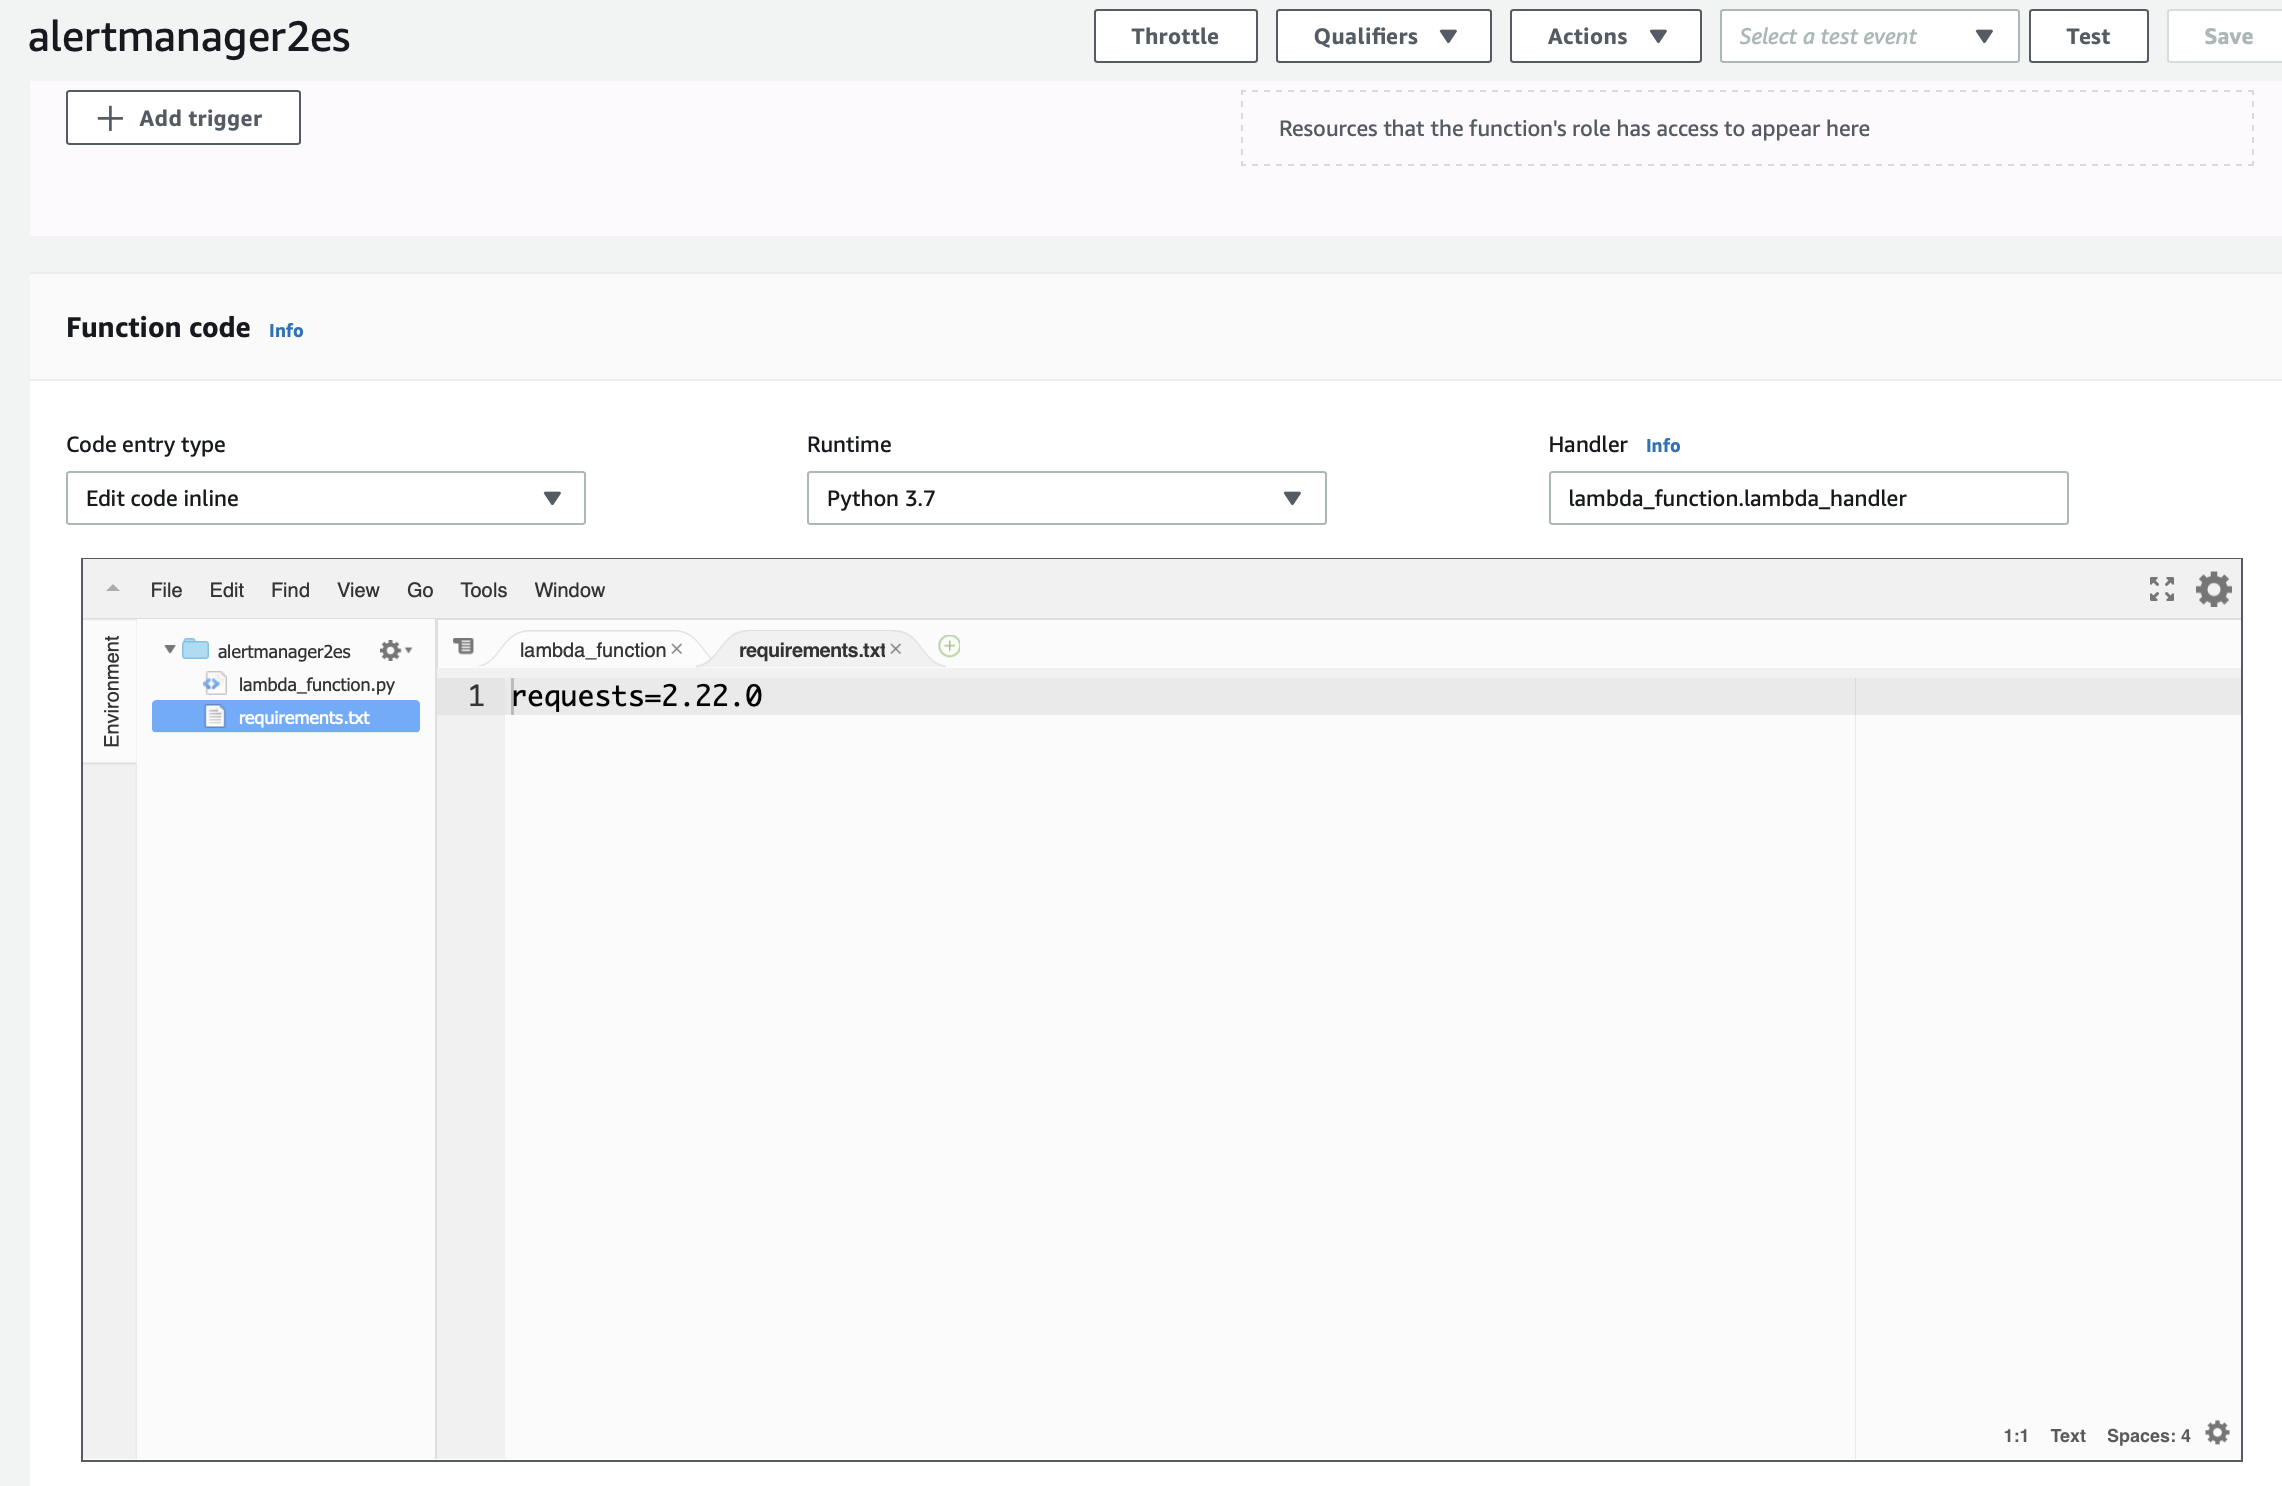 alertmanager2es
Throttle
Qualifiers
Actions
Select a test event
Test
Save
Add trigger
Resources that the function's role has access to appear here
Function code Info
Code entry type
Edit code inline
Runtime
Python 3.7
Handler Info
lambda_function.lambda_handler
File Edit Find View Go Tools Window
Environment
alertmanager2es
lambda_function.py
requirements.txt
lambda_function
requirements.txt
1 requests=2.22.0
1:1 Text Spaces: 4